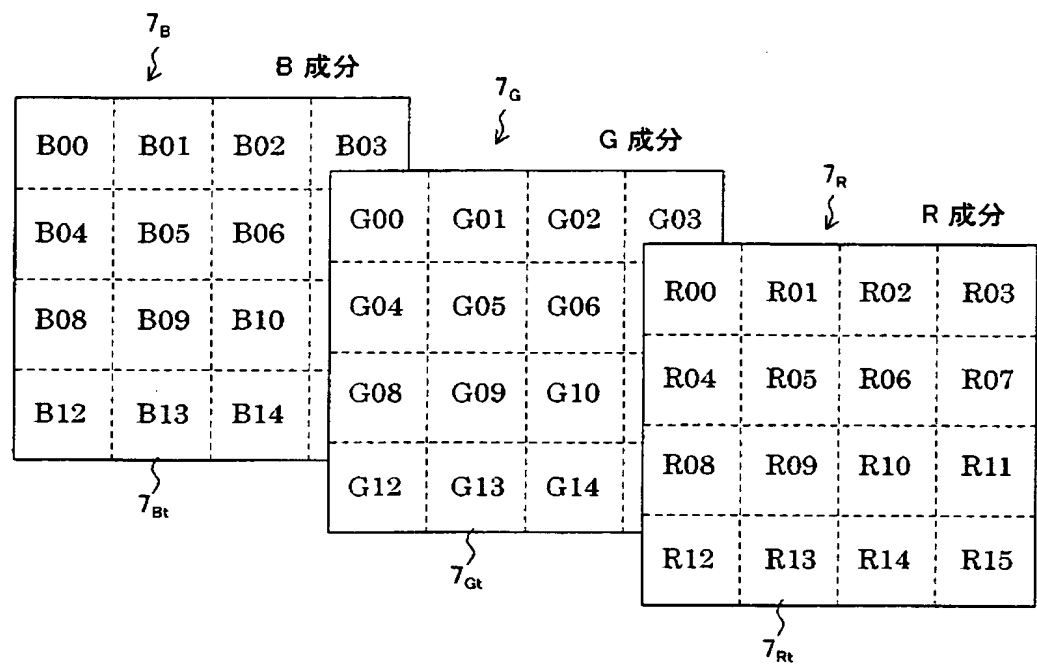 7B
B 成分
B00 B01 B02 B03
B04 B05 B06
B08 B09 B10
B12 B13 B14
7Bt
7G
G 成分
G00 G01 G02 G03
G04 G05 G06
G08 G09 G10
G12 G13 G14
7Gt
7R
R 成分
R00 R01 R02 R03
R04 R05 R06 R07
R08 R09 R10 R11
R12 R13 R14 R15
7Rt